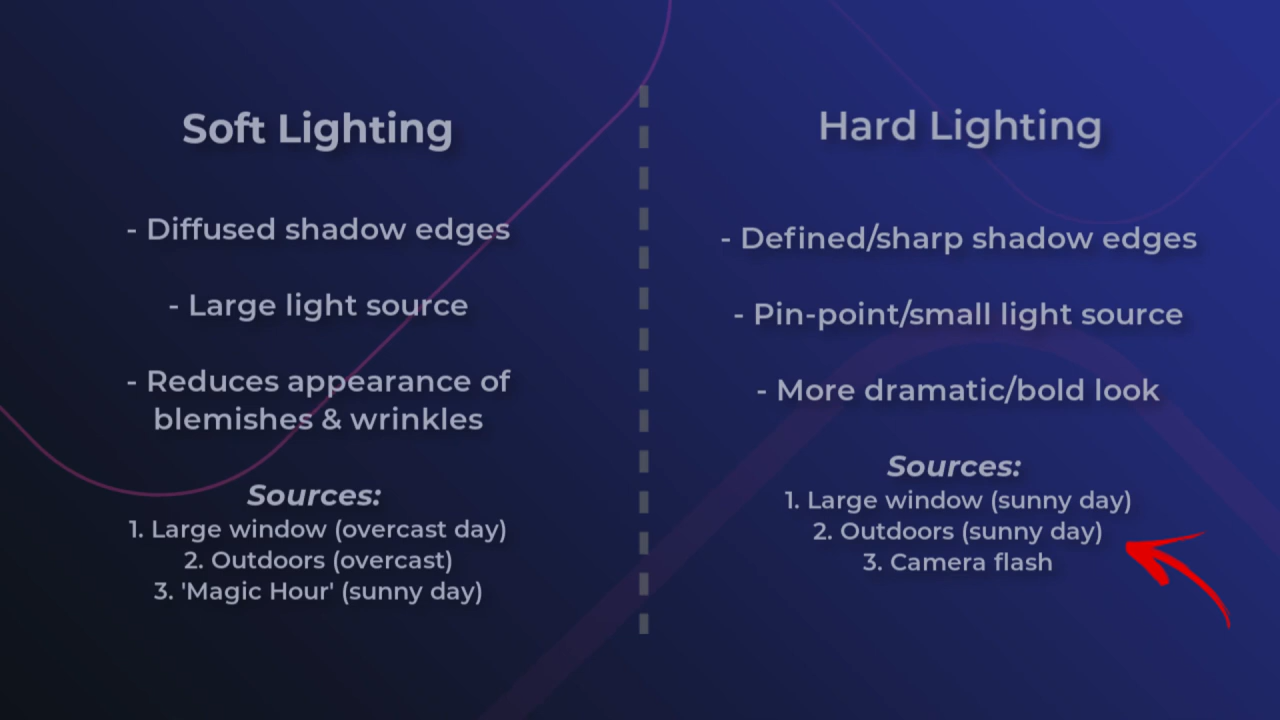 Soft Lighting
- Diffused shadow edges
- Large light source
- Reduces appearance of
blemishes & wrinkles
Sources:
1. Large window (overcast day)
2. Outdoors (overcast)
3. 'Magic Hour' (sunny day)
Hard Lighting
- Defined/sharp shadow edges
- Pin-point/small light source
- More dramatic/bold look
Sources:
1. Large window (sunny day)
2. Outdoors (sunny day)
3. Camera flash